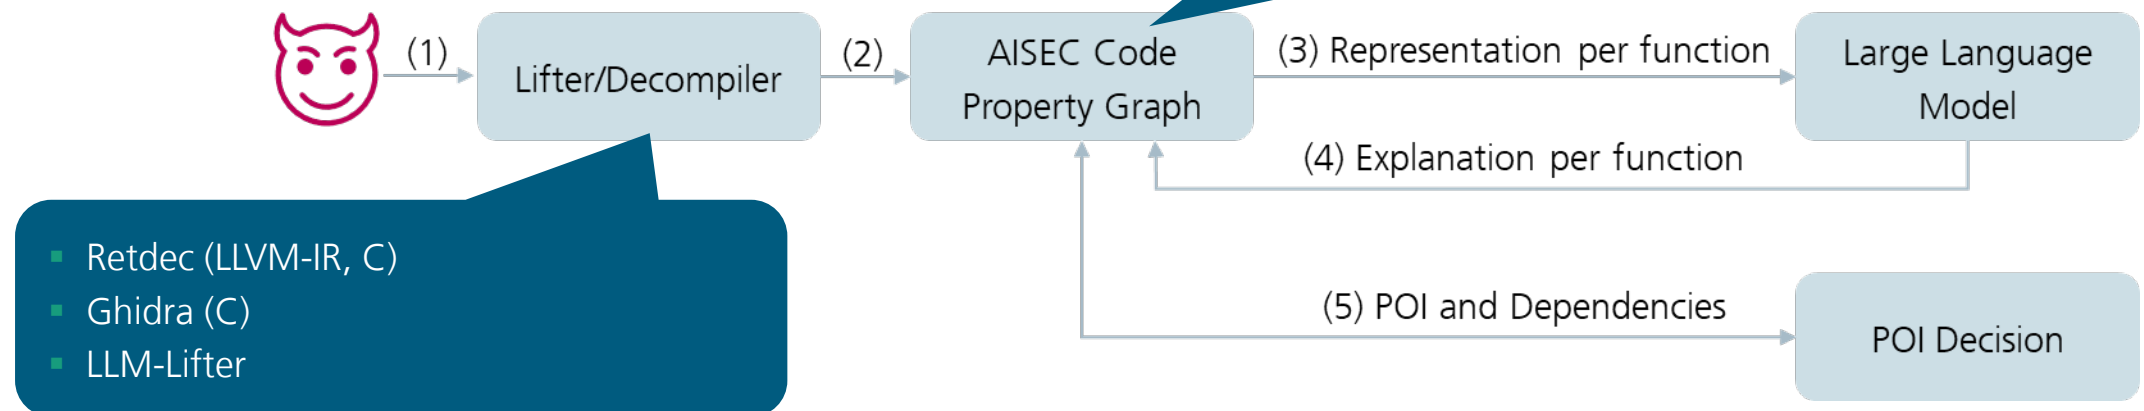 (1)
Lifter/Decompiler
(2)
AISEC Code
Property Graph
(3) Representation per function
Large Language
Model
(4) Explanation per function
Retdec (LLVM-IR, C)
Ghidra (C)
LLM-Lifter
(5) POI and Dependencies
POI Decision